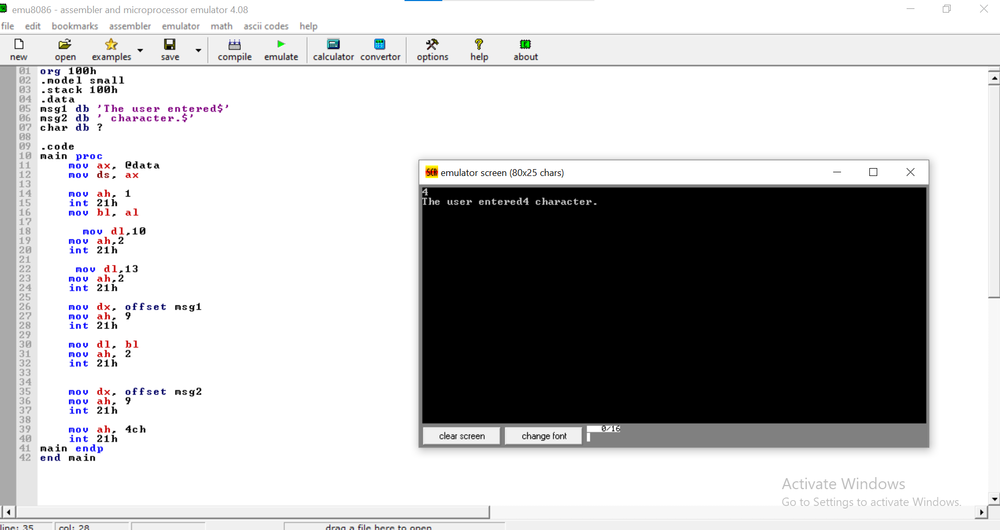 emu8086 - assembler and microprocessor emulator 4.08
file edit bookmarks assembler emulator math ascii codes help
new open examples save compile emulate calculator convertor options help about
01 org 100h
02 .model small
03 .stack 100h
04 .data
05 msg1 db 'The user entered$'
06 msg2 db ' character.$'
07 char db ?
08
09 .code
10 main proc
11 mov ax, @data
12 mov ds, ax
13
14 mov ah, 1
15 int 21h
16 mov bl, al
17
18 mov dl,10
19 mov ah,2
20 int 21h
21
22 mov dl,13
23 mov ah,2
24 int 21h
25
26 mov dx, offset msg1
27 mov ah, 9
28 int 21h
29
30 mov dl, bl
31 mov ah, 2
32 int 21h
33
34
35 mov dx, offset msg2
36 mov ah, 9
37 int 21h
38
39 mov ah, 4ch
40 int 21h
41 main endp
42 end main
SCR emulator screen (80x25 chars)
4
The user entered4 character.
clear screen change font 0/16
Activate Windows
Go to Settings to activate Windows.
line: 35 col: 28 drag a file here to open